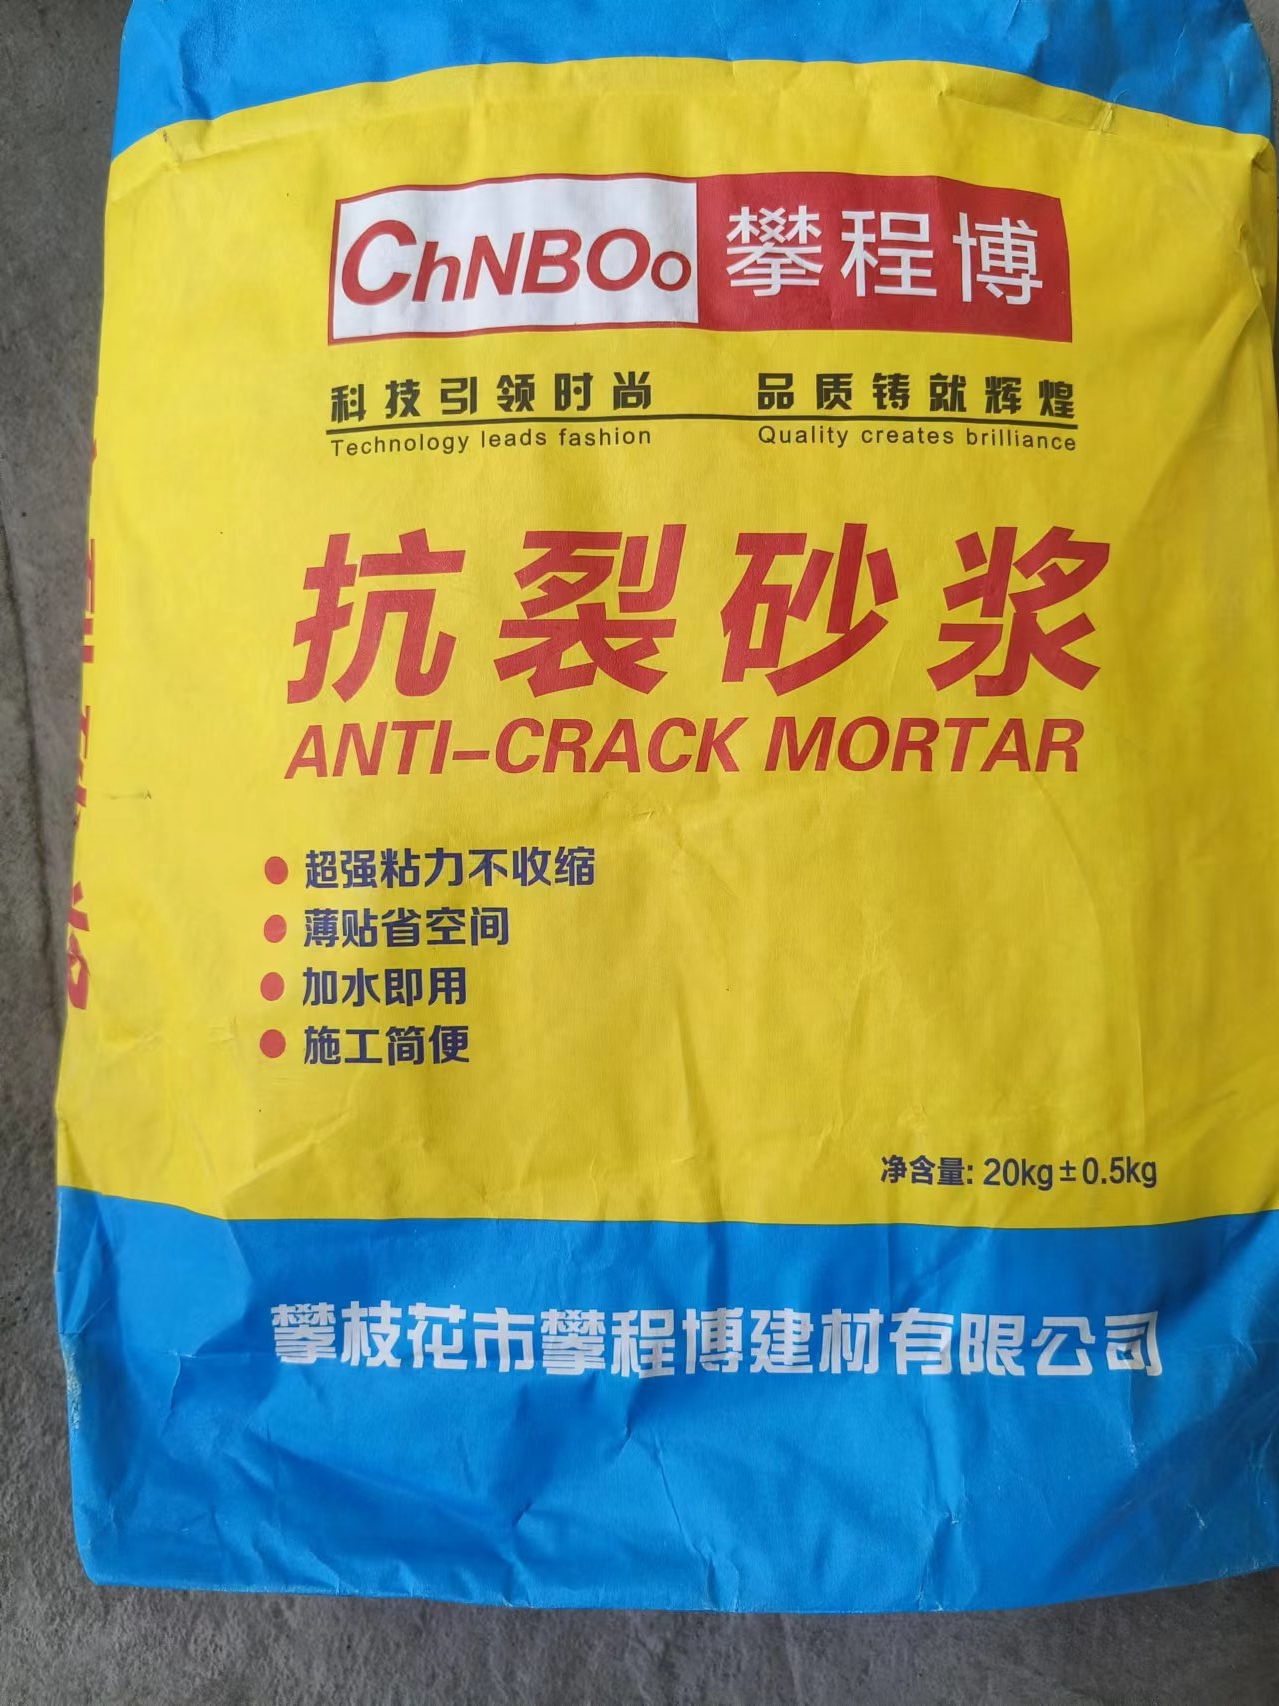 ChNBOo 攀程博
科技引领时尚 品质铸就辉煌
Technology leads fashion Quality creates brilliance
抗裂砂浆
ANTI-CRACK MORTAR
超强粘力不收缩
薄贴省空间
加水即用
施工简便
净含量: 20kg±0.5kg
攀枝花市攀程博建材有限公司